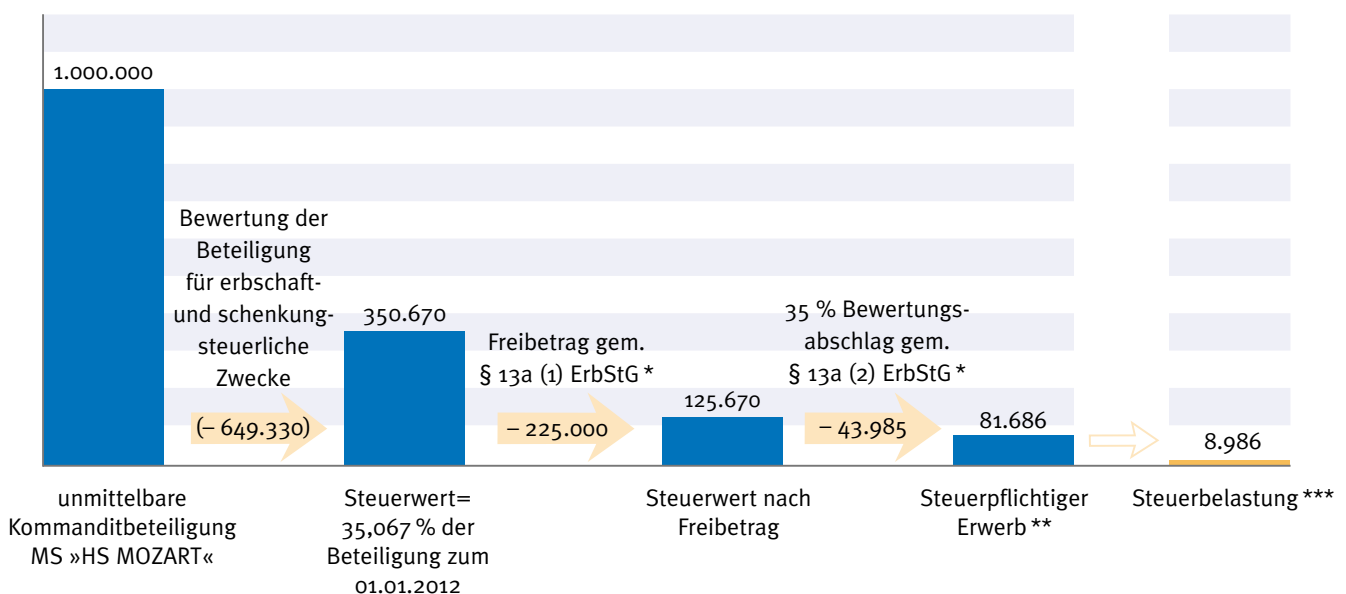 1.000.000
Bewertung der
Beteiligung
für erbschaft-
und schenkung-
steuerliche
Zwecke
(– 649.330)
350.670
Freibetrag gem.
§ 13a (1) ErbStG *
– 225.000
125.670
35 % Bewertungs-
abschlag gem.
§ 13a (2) ErbStG *
– 43.985
81.686
8.986
unmittelbare
Kommanditbeteiligung
MS »HS MOZART«
Steuerwert=
35,067 % der
Beteiligung zum
01.01.2012
Steuerwert nach
Freibetrag
Steuerpflichtiger
Erwerb **
Steuerbelastung ***